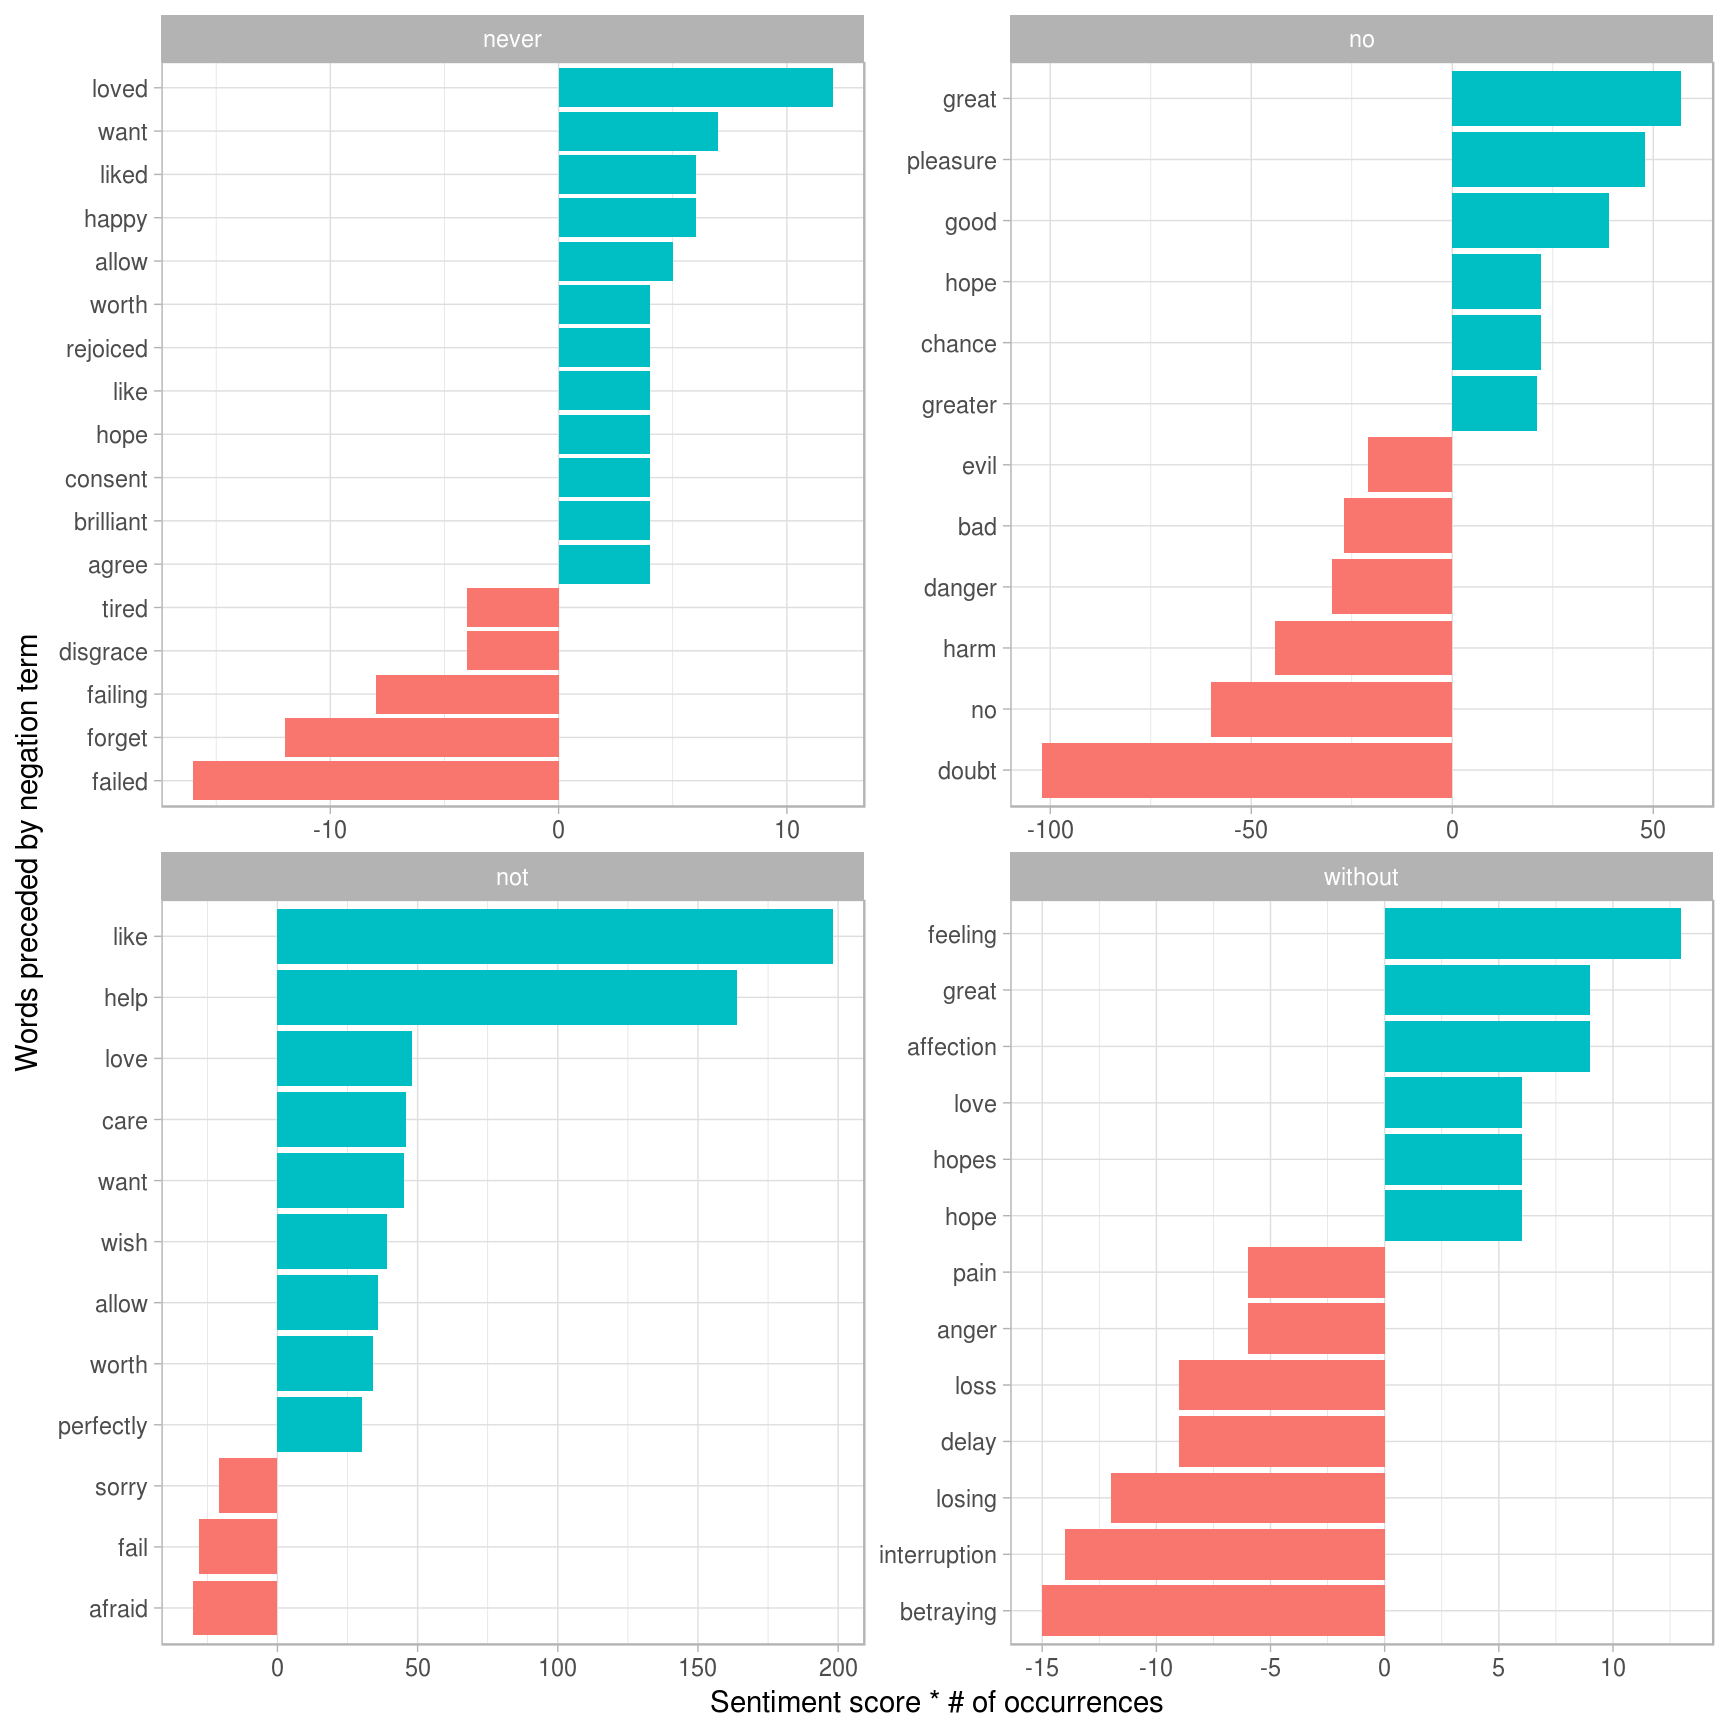 never
loved
want
liked
happy
allow
worth
rejoiced
like
hope
consent
brilliant
agree
tired
disgrace
failing
forget
failed
-10 0 10
no
great
pleasure
good
hope
chance
greater
evil
bad
danger
harm
no
doubt
-100 -50 0 50
not
like
help
love
care
want
wish
allow
worth
perfectly
sorry
fail
afraid
0 50 100 150 200
without
feeling
great
affection
love
hopes
hope
pain
anger
loss
delay
losing
interruption
betraying
-15 -10 -5 0 5 10
Words preceded by negation term
Sentiment score * # of occurrences